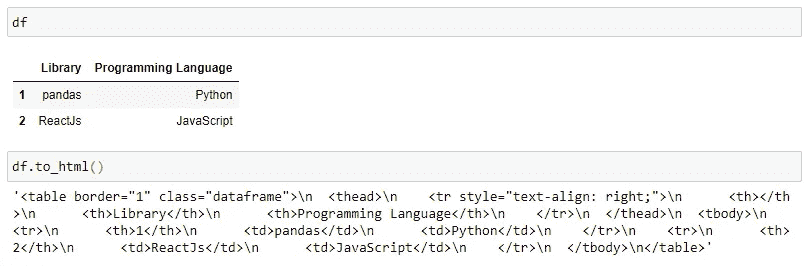 df
Library Programming Language
1 pandas Python
2 ReactJs JavaScript
df.to_html()
'<table border="1" class="dataframe">\n  <thead>\n    <tr style="text-align: right;">\n      <th></th
>\n      <th>Library</th>\n      <th>Programming Language</th>\n    </tr>\n  </thead>\n  <tbody>\n
<tr>\n      <th>1</th>\n      <td>pandas</td>\n      <td>Python</td>\n    </tr>\n    <tr>\n      <th>
2</th>\n      <td>ReactJs</td>\n      <td>JavaScript</td>\n    </tr>\n  </tbody>\n</table>'